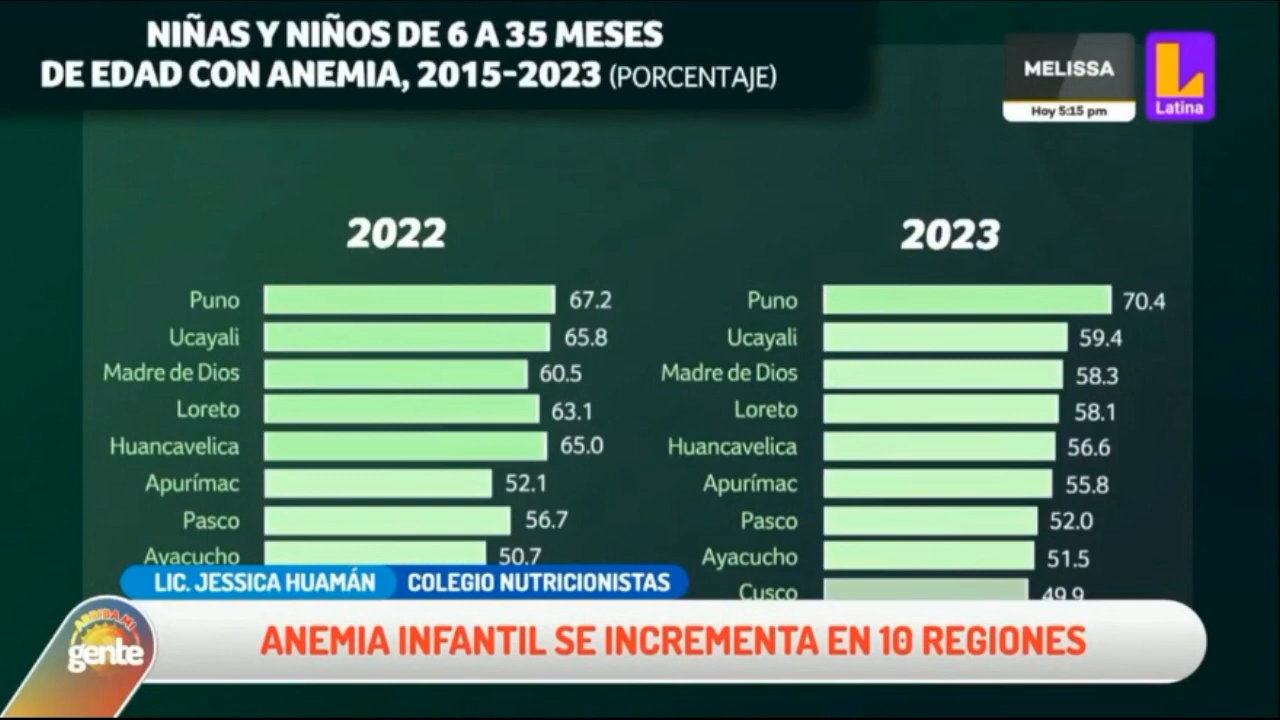 NIÑAS Y NIÑOS DE 6 A 35 MESES
DE EDAD CON ANEMIA, 2015-2023 (PORCENTAJE)
MELISSA
Hoy 5:15 pm
Latina
2022
Puno 67.2
Ucayali 65.8
Madre de Dios 60.5
Loreto 63.1
Huancavelica 65.0
Apurímac 52.1
Pasco 56.7
Ayacucho 50.7
2023
Puno 70.4
Ucayali 59.4
Madre de Dios 58.3
Loreto 58.1
Huancavelica 56.6
Apurímac 55.8
Pasco 52.0
Ayacucho 51.5
Cusco 49.9
LIC. JESSICA HUAMÁN COLEGIO NUTRICIONISTAS
ARRIBA MI
gente
ANEMIA INFANTIL SE INCREMENTA EN 10 REGIONES